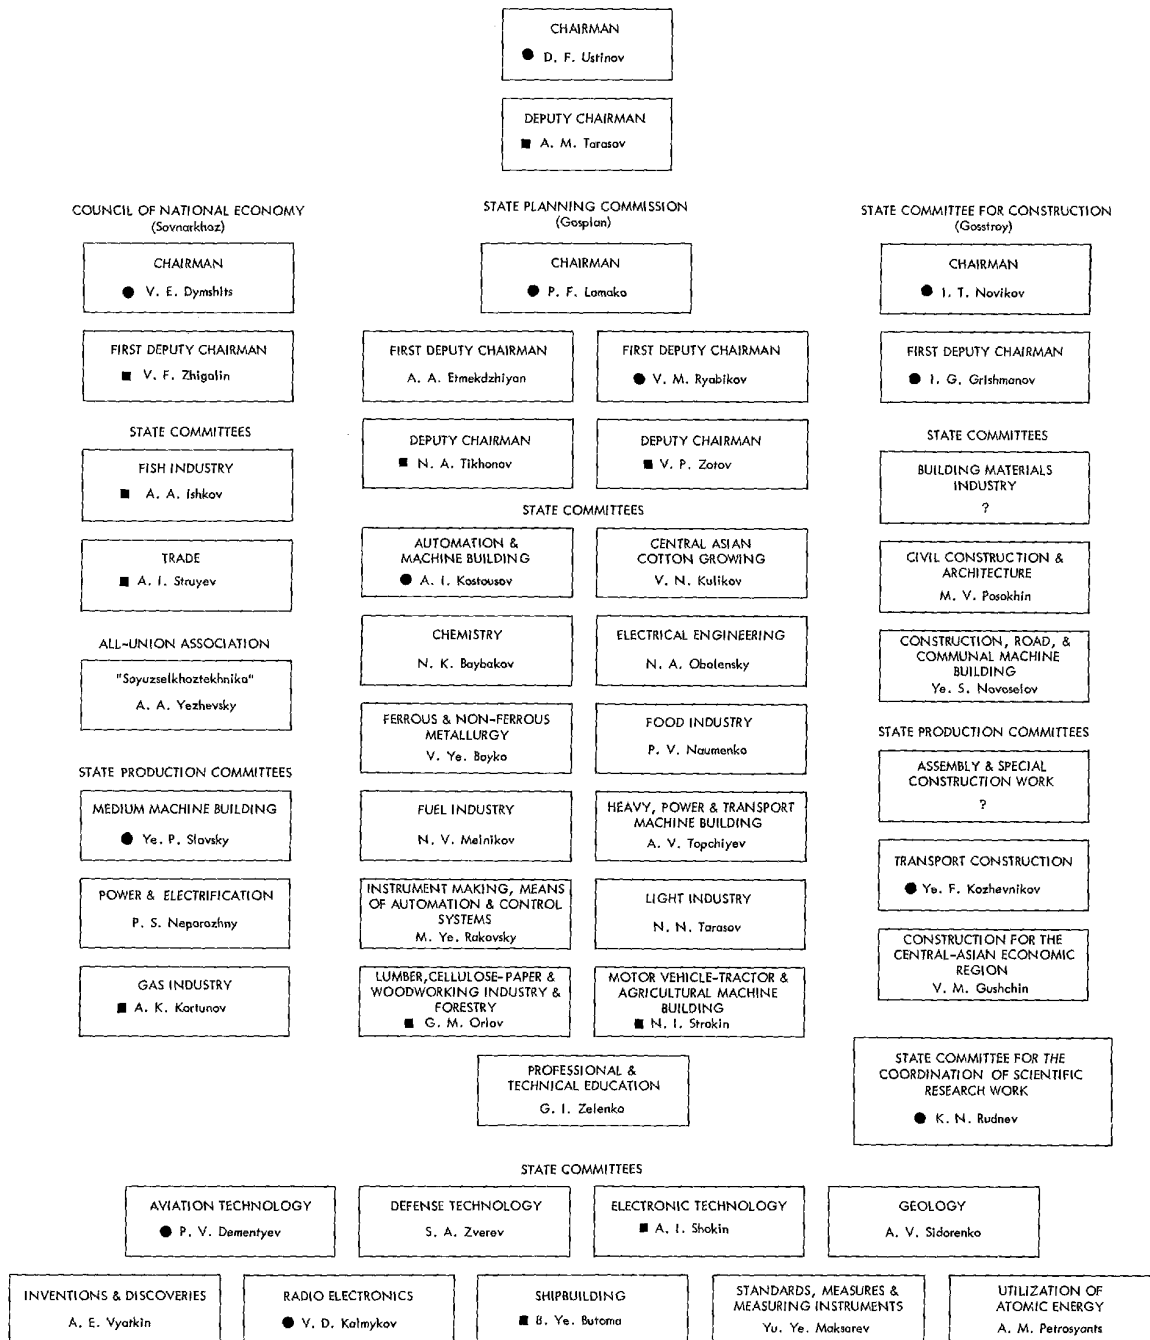 CHAIRMAN
● D. F. Ustinov
DEPUTY CHAIRMAN
■ A. M. Tarasov
COUNCIL OF NATIONAL ECONOMY
(Sovnarkhoz)
CHAIRMAN
● V. E. Dymshits
FIRST DEPUTY CHAIRMAN
■ V. F. Zhigalin
STATE COMMITTEES
FISH INDUSTRY
■ A. A. Ishkov
TRADE
■ A. I. Struyev
ALL-UNION ASSOCIATION
"Soyuzselkhoztekhnika"
A. A. Yezhevsky
STATE PRODUCTION COMMITTEES
MEDIUM MACHINE BUILDING
● Ye. P. Slavsky
POWER & ELECTRIFICATION
P. S. Neporozhny
GAS INDUSTRY
■ A. K. Kortunov
STATE PLANNING COMMISSION
(Gosplan)
CHAIRMAN
● P. F. Lomako
FIRST DEPUTY CHAIRMAN
A. A. Etmekdzhiyan
FIRST DEPUTY CHAIRMAN
● V. M. Ryabikov
DEPUTY CHAIRMAN
■ N. A. Tikhonov
DEPUTY CHAIRMAN
■ V. P. Zotov
STATE COMMITTEES
AUTOMATION &
MACHINE BUILDING
● A. I. Kostousov
CENTRAL ASIAN
COTTON GROWING
V. N. Kulikov
CHEMISTRY
N. K. Baybakov
ELECTRICAL ENGINEERING
N. A. Obolensky
FERROUS & NON-FERROUS
METALLURGY
V. Ye. Boyko
FOOD INDUSTRY
P. V. Naumenko
FUEL INDUSTRY
N. V. Melnikov
HEAVY, POWER & TRANSPORT
MACHINE BUILDING
A. V. Topchiyev
INSTRUMENT MAKING, MEANS
OF AUTOMATION & CONTROL
SYSTEMS
M. Ye. Rakovsky
LIGHT INDUSTRY
N. N. Tarasov
LUMBER,CELLULOSE-PAPER &
WOODWORKING INDUSTRY &
FORESTRY
■ G. M. Orlov
MOTOR VEHICLE-TRACTOR &
AGRICULTURAL MACHINE
BUILDING
■ N. I. Strokin
PROFESSIONAL &
TECHNICAL EDUCATION
G. I. Zelenko
STATE COMMITTEE FOR CONSTRUCTION
(Gosstroy)
CHAIRMAN
● I. T. Novikov
FIRST DEPUTY CHAIRMAN
● I. G. Grishmanov
STATE COMMITTEES
BUILDING MATERIALS
INDUSTRY
?
CIVIL CONSTRUCTION &
ARCHITECTURE
M. V. Posokhin
CONSTRUCTION, ROAD, &
COMMUNAL MACHINE
BUILDING
Ye. S. Novoselov
STATE PRODUCTION COMMITTEES
ASSEMBLY & SPECIAL
CONSTRUCTION WORK
?
TRANSPORT CONSTRUCTION
● Ye. F. Kozhevnikov
CONSTRUCTION FOR THE
CENTRAL-ASIAN ECONOMIC
REGION
V. M. Gushchin
STATE COMMITTEE FOR THE
COORDINATION OF SCIENTIFIC
RESEARCH WORK
● K. N. Rudnev
STATE COMMITTEES
AVIATION TECHNOLOGY
● P. V. Dementyev
DEFENSE TECHNOLOGY
S. A. Zverev
ELECTRONIC TECHNOLOGY
■ A. I. Shokin
GEOLOGY
A. V. Sidorenko
INVENTIONS & DISCOVERIES
A. E. Vyatkin
RADIO ELECTRONICS
● V. D. Kalmykov
SHIPBUILDING
■ B. Ye. Butoma
STANDARDS, MEASURES &
MEASURING INSTRUMENTS
Yu. Ye. Maksarev
UTILIZATION OF
ATOMIC ENERGY
A. M. Petrosyants